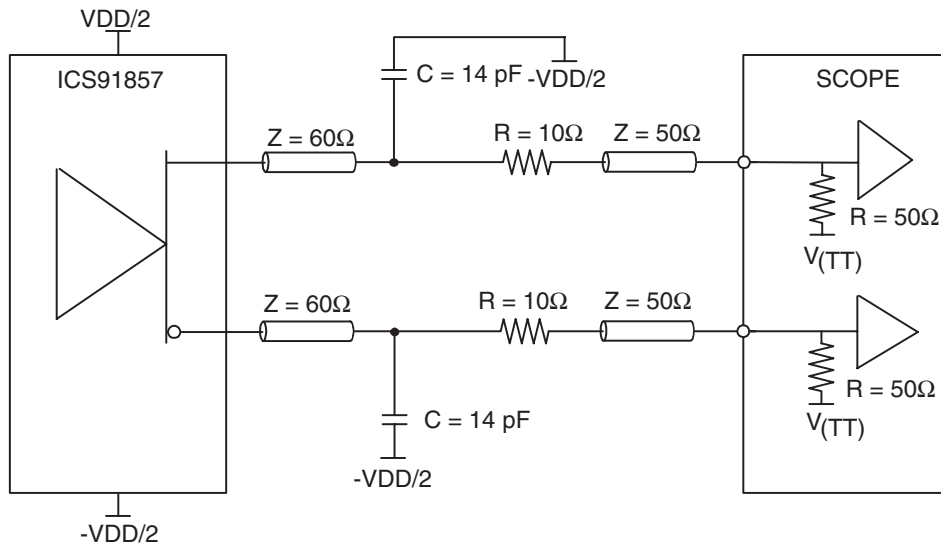 VDD/2
ICS91857
C = 14 pF
-VDD/2
SCOPE
Z = 60Ω
R = 10Ω
Z = 50Ω
R = 50Ω
V(TT)
Z = 60Ω
R = 10Ω
Z = 50Ω
R = 50Ω
V(TT)
C = 14 pF
-VDD/2
-VDD/2